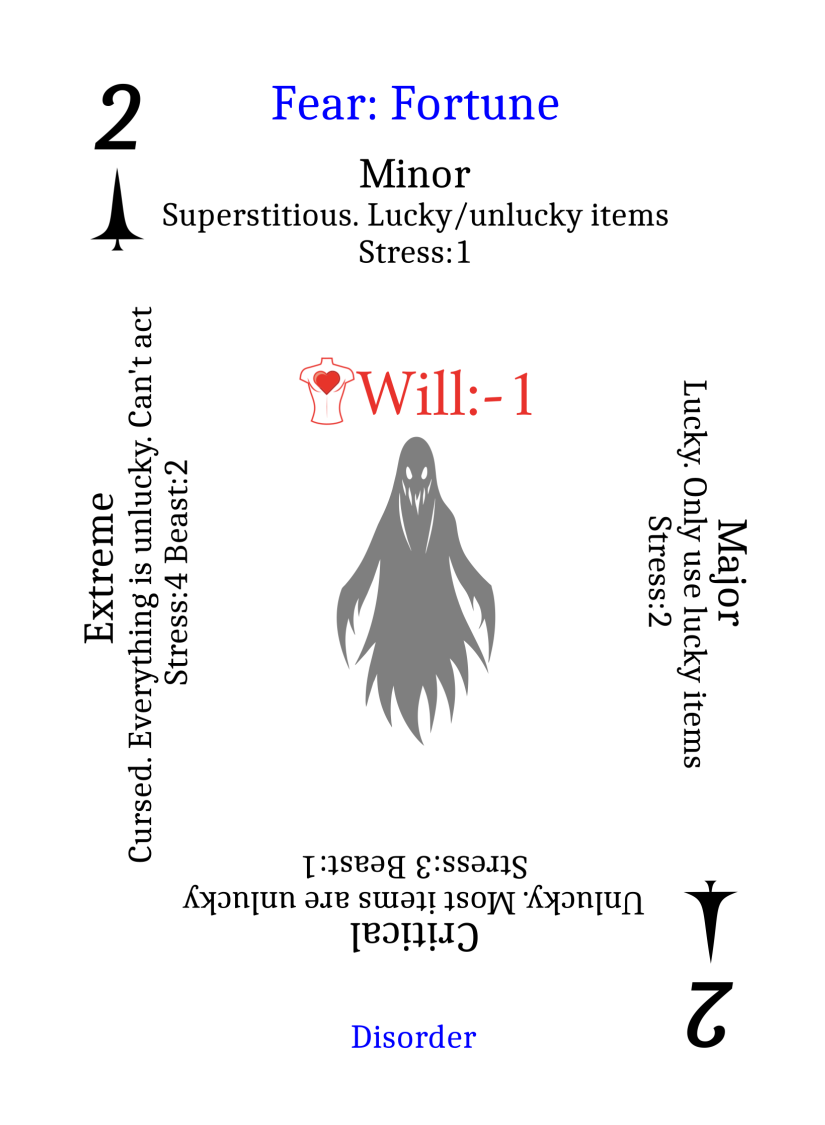 2
Fear: Fortune
Minor
Superstitious. Lucky/unlucky items
Stress:1
Will:-1
Major
Lucky. Only use lucky items
Stress:2
Critical
Unlucky. Most items are unlucky
Stress:3 Beast:1
Extreme
Cursed. Everything is unlucky. Can't act
Stress:4 Beast:2
Disorder
2